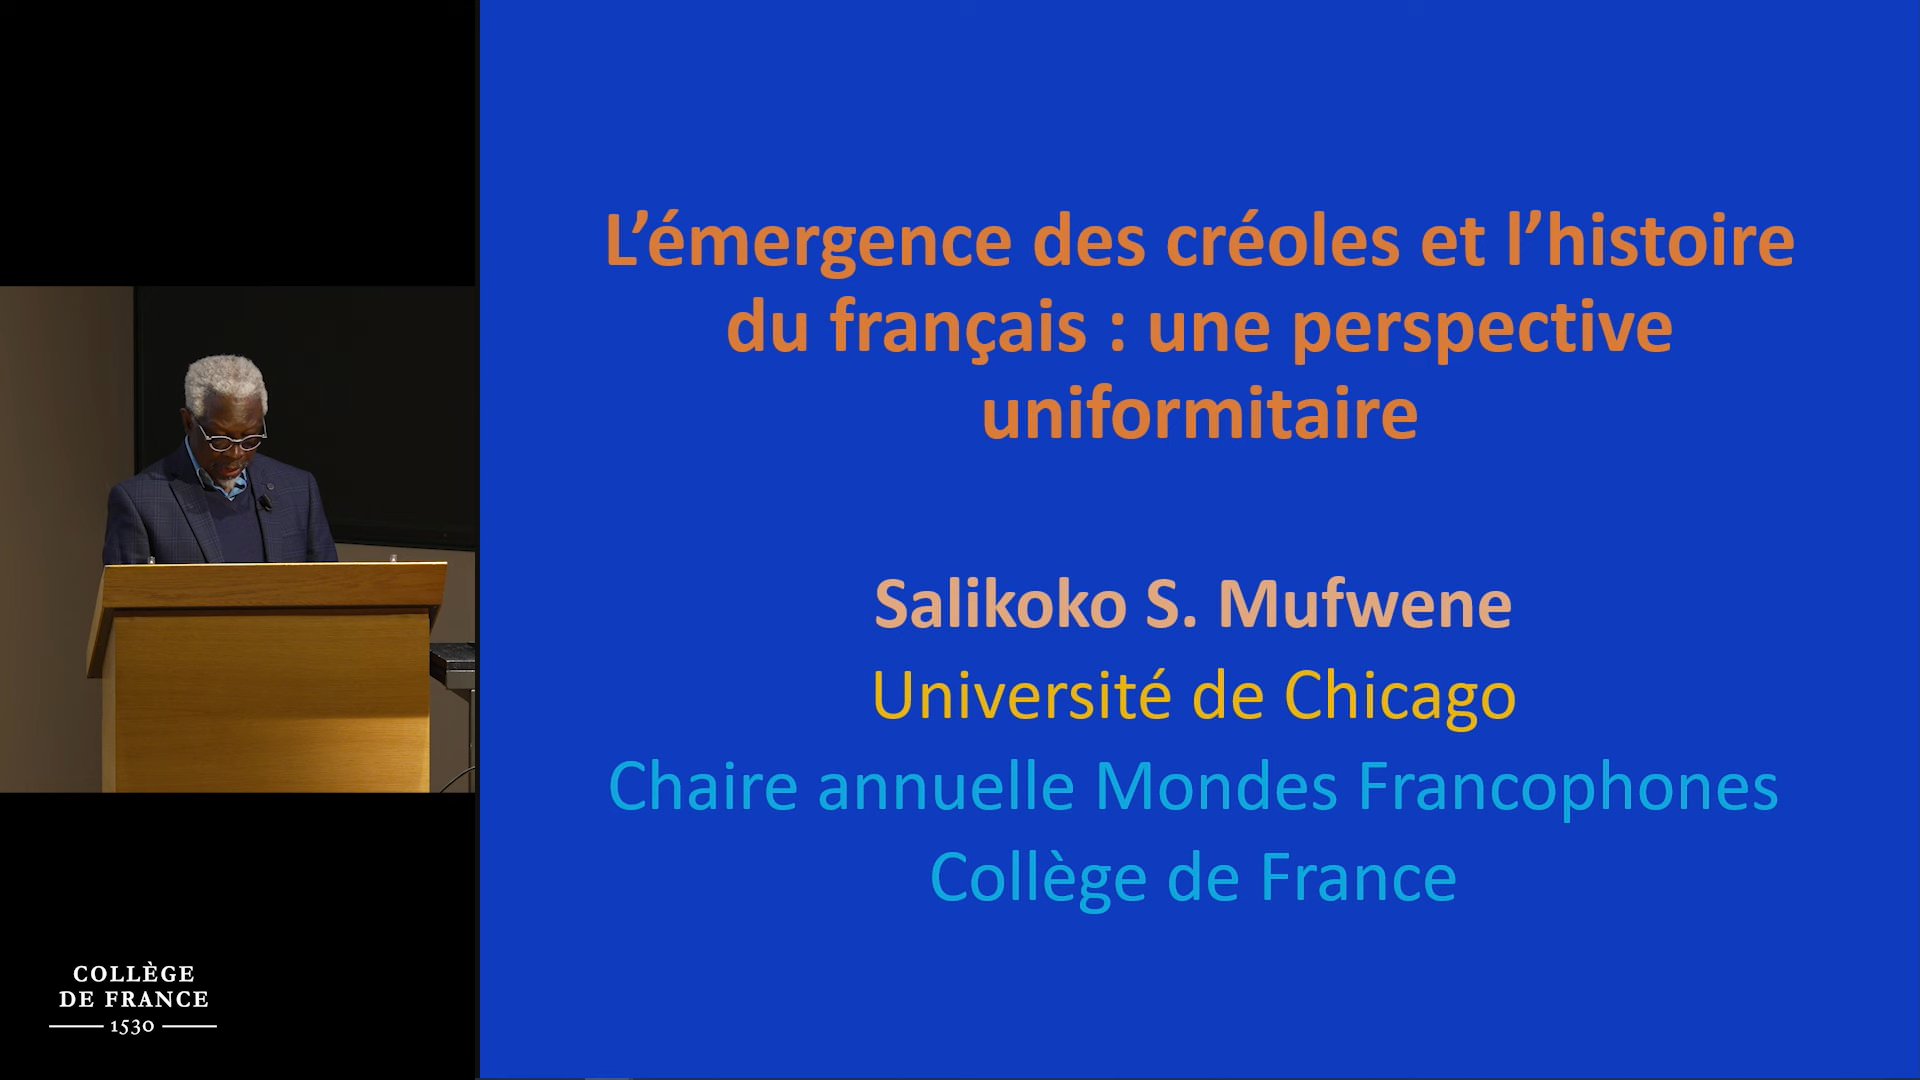 L’émergence des créoles et l’histoire
du français : une perspective
uniformitaire
Salikoko S. Mufwene
Université de Chicago
Chaire annuelle Mondes Francophones
Collège de France
COLLÈGE
DE FRANCE
1530